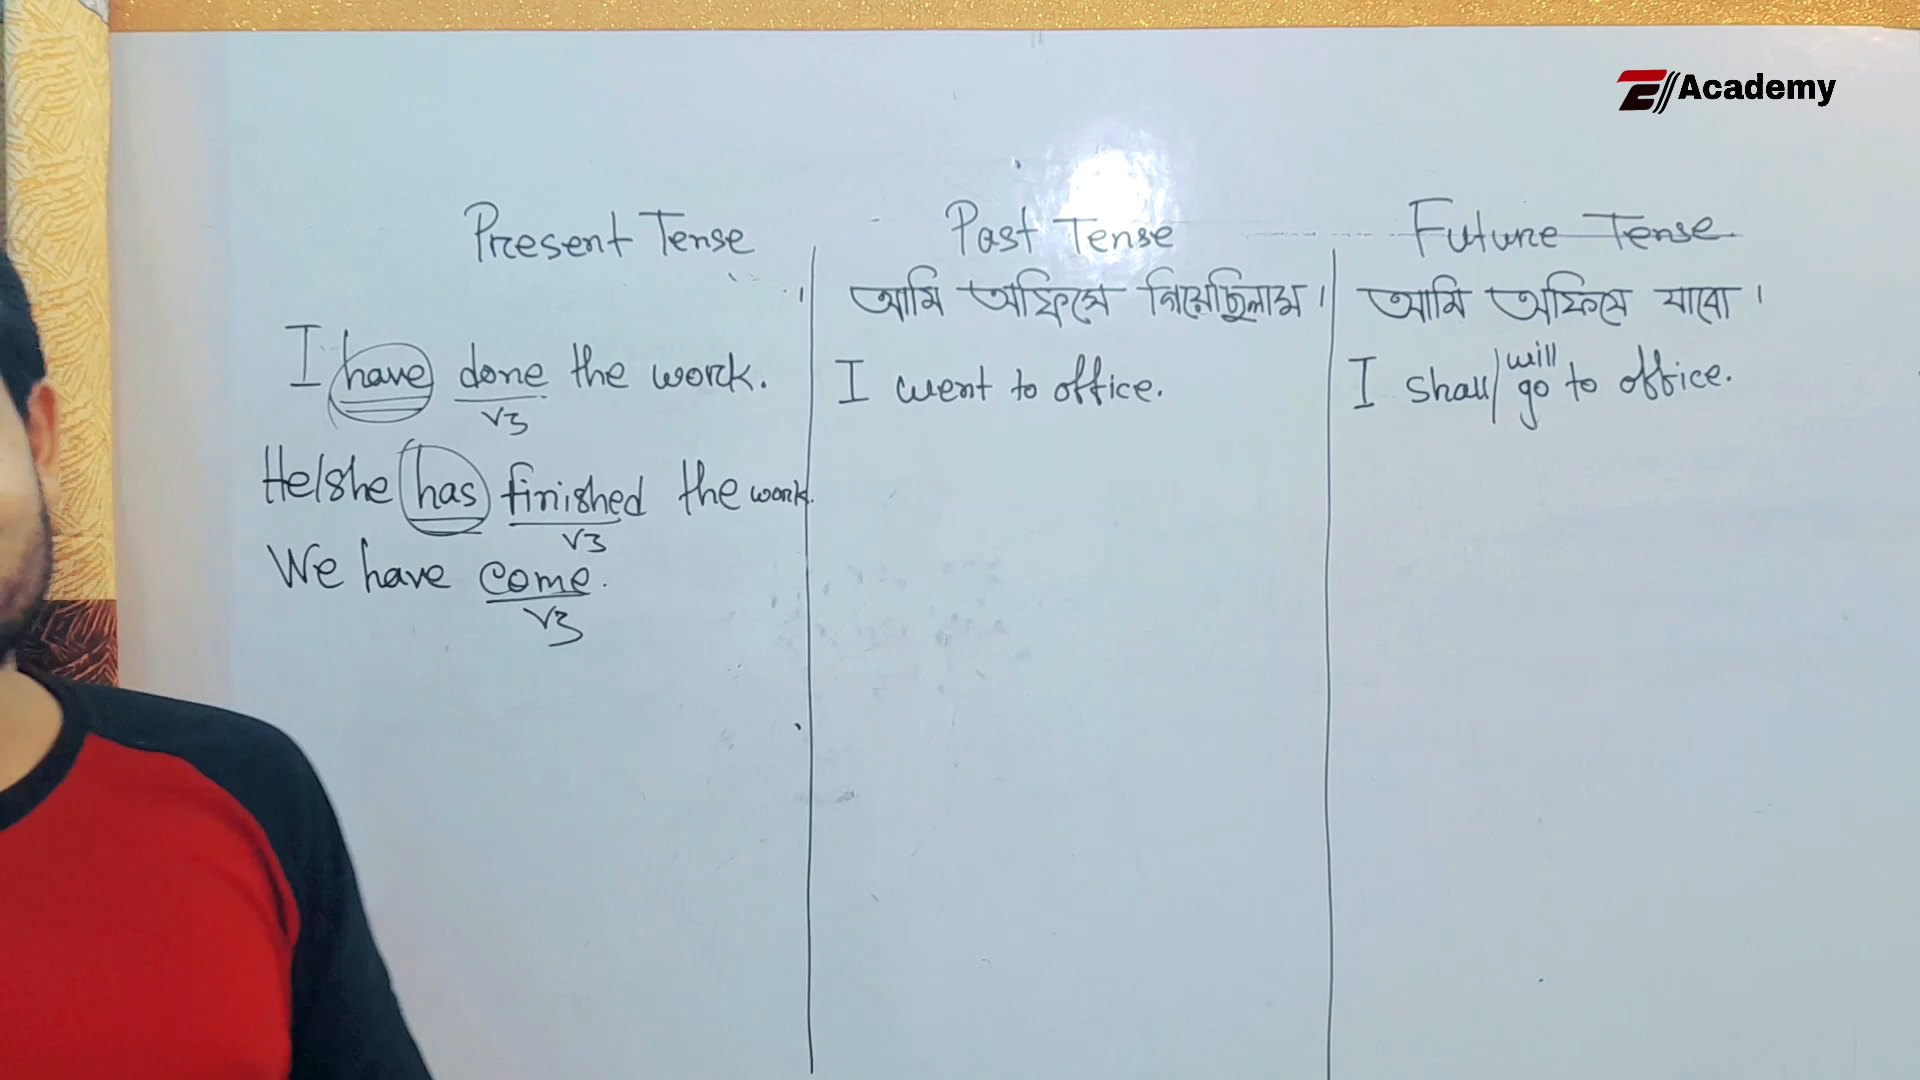 Academy
Present Tense
I have done the work.
V3
He/she has finished the work.
V3
We have come.
V3
Past Tense
আমি অফিসে গিয়েছিলাম।
I went to office.
Future Tense
আমি অফিসে যাবো।
I shall/will go to office.